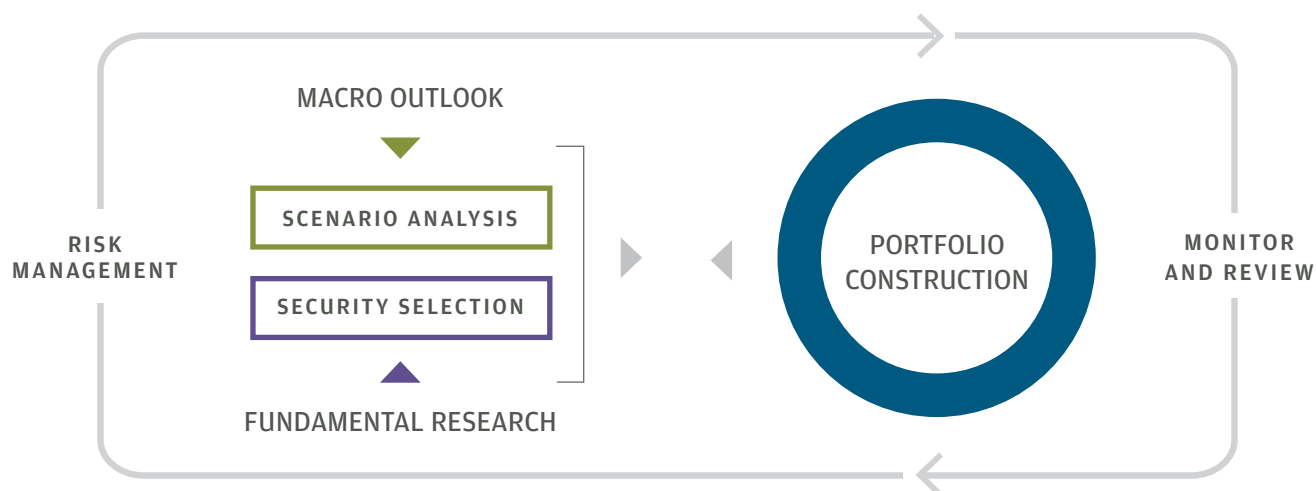 MACRO OUTLOOK
SCENARIO ANALYSIS
SECURITY SELECTION
FUNDAMENTAL RESEARCH
RISK
MANAGEMENT
PORTFOLIO
CONSTRUCTION
MONITOR
AND REVIEW